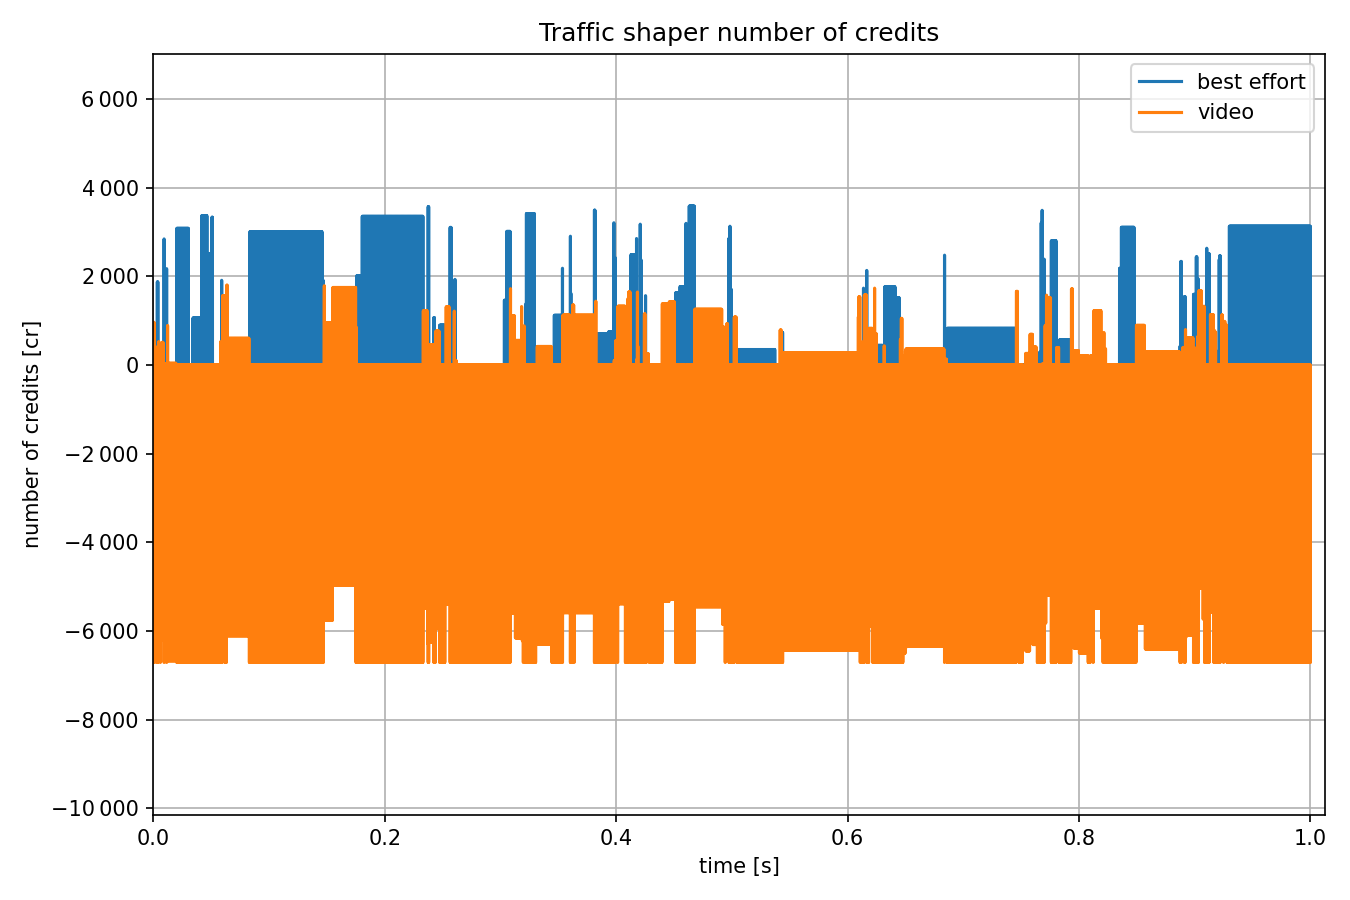 Traffic shaper number of credits
best effort
video
number of credits [cr]
6 000
4 000
2 000
0
−2 000
−4 000
−6 000
−8 000
−10 000
0.0 0.2 0.4 0.6 0.8 1.0
time [s]